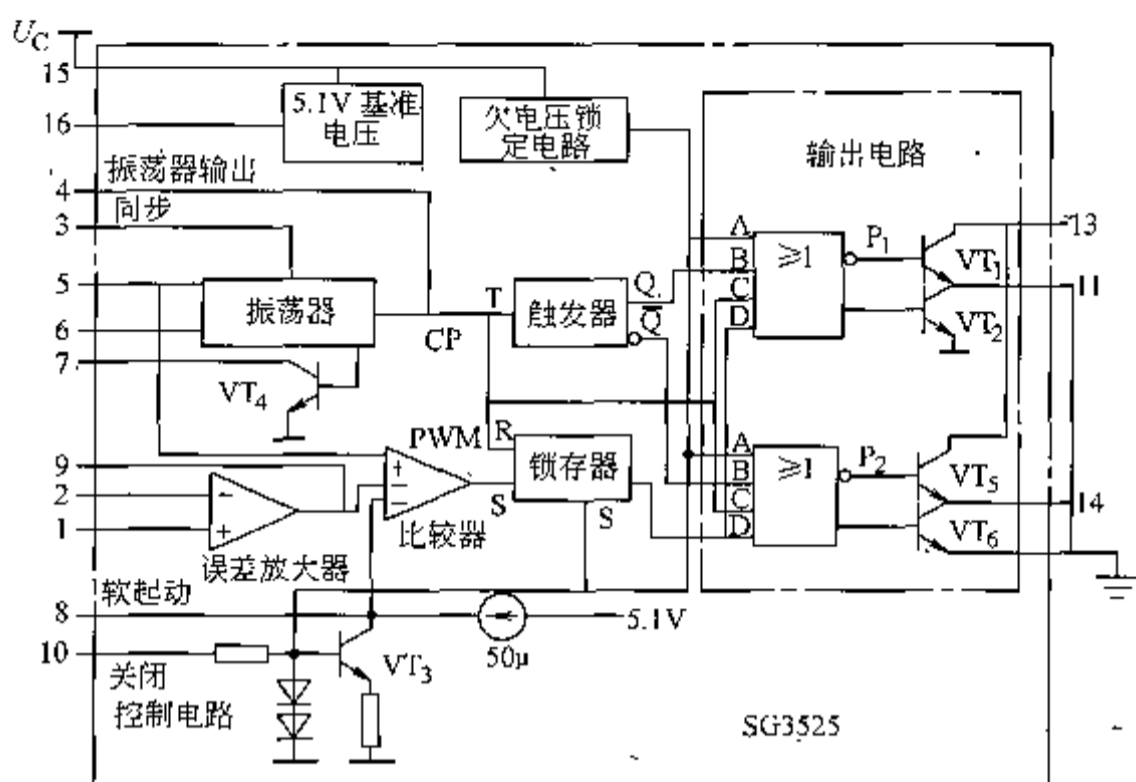 U_C
15
5.1V 基准
电压
16
欠电压锁
定电路
输出电路
振荡器输出
4
同步
3
13
A
B
C
D
≥1
P₁
VT₁
VT₂
11
5
6
7
振荡器
T
CP
触发器
Q
Q̅
VT₄
PWM
R
锁存器
S
S
A
B
C
D
≥1
P₂
VT₅
VT₆
14
9
2
1
-
+
误差放大器
+
-
-
比较器
软起动
8
50μ
5.1V
10
VT₃
关闭
控制电路
SG3525